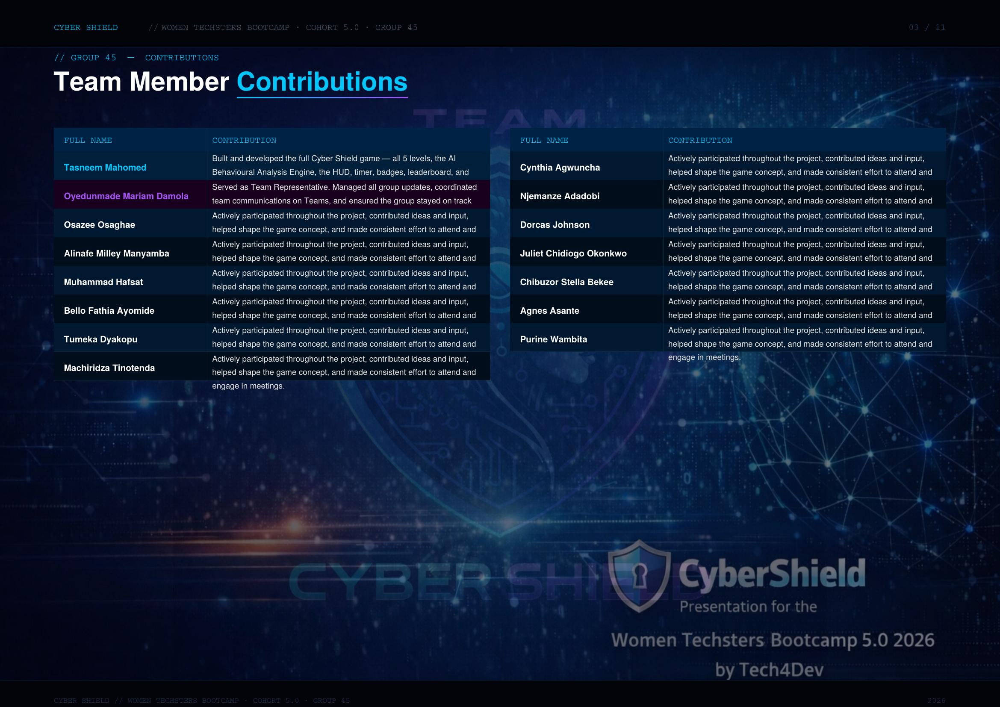 CYBER SHIELD // WOMEN TECHSTERS BOOTCAMP · COHORT 5.0 · GROUP 45 03 / 11
// GROUP 45 — CONTRIBUTIONS
Team Member Contributions
TEAM
FULL NAME CONTRIBUTION
Tasneem Mahomed
Built and developed the full Cyber Shield game — all 5 levels, the AI
Behavioural Analysis Engine, the HUD, timer, badges, leaderboard, and
Oyedunmade Mariam Damola
Served as Team Representative. Managed all group updates, coordinated
team communications on Teams, and ensured the group stayed on track
Osazee Osaghae
Actively participated throughout the project, contributed ideas and input,
helped shape the game concept, and made consistent effort to attend and
Alinafe Milley Manyamba
Actively participated throughout the project, contributed ideas and input,
helped shape the game concept, and made consistent effort to attend and
Muhammad Hafsat
Actively participated throughout the project, contributed ideas and input,
helped shape the game concept, and made consistent effort to attend and
Bello Fathia Ayomide
Actively participated throughout the project, contributed ideas and input,
helped shape the game concept, and made consistent effort to attend and
Tumeka Dyakopu
Actively participated throughout the project, contributed ideas and input,
helped shape the game concept, and made consistent effort to attend and
Machiridza Tinotenda
Actively participated throughout the project, contributed ideas and input,
helped shape the game concept, and made consistent effort to attend and
engage in meetings.
FULL NAME CONTRIBUTION
Cynthia Agwuncha
Actively participated throughout the project, contributed ideas and input,
helped shape the game concept, and made consistent effort to attend and
Njemanze Adadobi
Actively participated throughout the project, contributed ideas and input,
helped shape the game concept, and made consistent effort to attend and
Dorcas Johnson
Actively participated throughout the project, contributed ideas and input,
helped shape the game concept, and made consistent effort to attend and
Juliet Chidiogo Okonkwo
Actively participated throughout the project, contributed ideas and input,
helped shape the game concept, and made consistent effort to attend and
Chibuzor Stella Bekee
Actively participated throughout the project, contributed ideas and input,
helped shape the game concept, and made consistent effort to attend and
Agnes Asante
Actively participated throughout the project, contributed ideas and input,
helped shape the game concept, and made consistent effort to attend and
Purine Wambita
Actively participated throughout the project, contributed ideas and input,
helped shape the game concept, and made consistent effort to attend and
engage in meetings.
CYBER SHIELD
CyberShield
Presentation for the
Women Techsters Bootcamp 5.0 2026
by Tech4Dev
CYBER SHIELD // WOMEN TECHSTERS BOOTCAMP · COHORT 5.0 · GROUP 45 2026